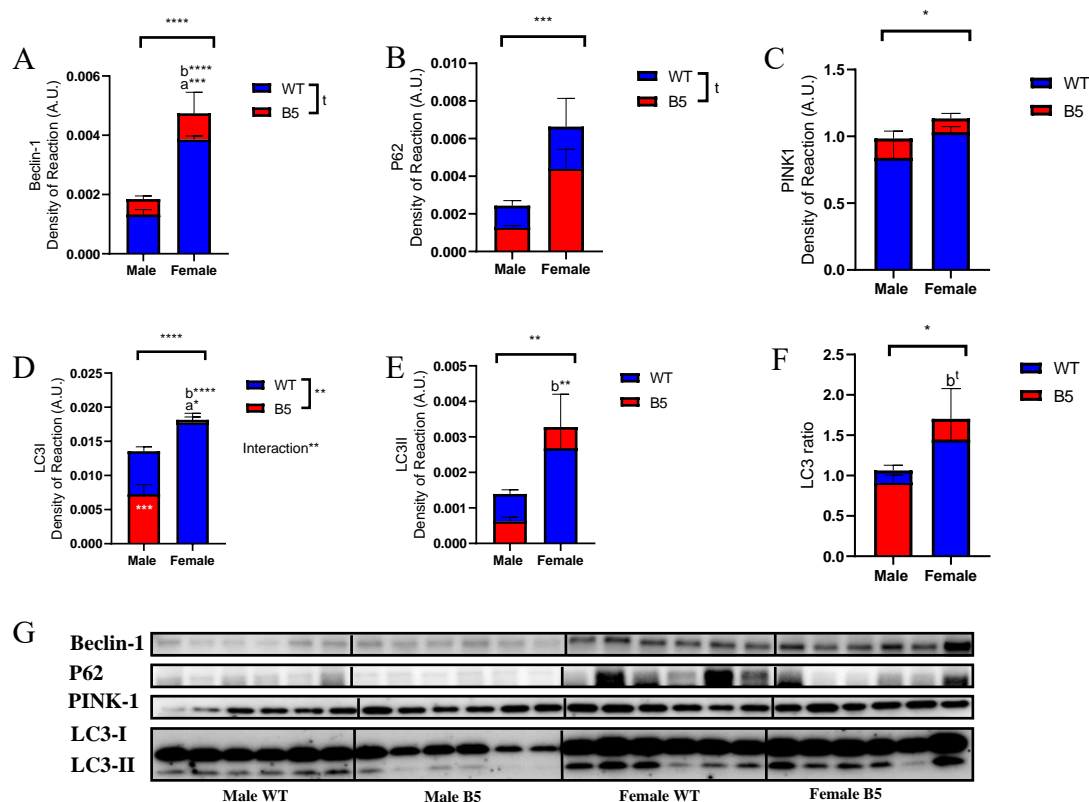 A
****
Beclin-1
Density of Reaction (A.U.)
0.006
0.004
0.002
0.000
b****
a***
Male
Female
WT
B5
t
B
***
P62
Density of Reaction (A.U.)
0.010
0.008
0.006
0.004
0.002
0.000
Male
Female
WT
B5
t
C
*
PINK1
Density of Reaction (A.U.)
1.5
1.0
0.5
0.0
Male
Female
WT
B5
D
****
LC3I
Density of Reaction (A.U.)
0.025
0.020
0.015
0.010
0.005
0.000
***
b****
a*
Male
Female
WT
B5
**
Interaction**
E
**
LC3II
Density of Reaction (A.U.)
0.005
0.004
0.003
0.002
0.001
0.000
b**
Male
Female
WT
B5
F
*
LC3 ratio
2.5
2.0
1.5
1.0
0.5
0.0
bᵗ
Male
Female
WT
B5
G
Beclin-1
P62
PINK-1
LC3-I
LC3-II
Male WT
Male B5
Female WT
Female B5